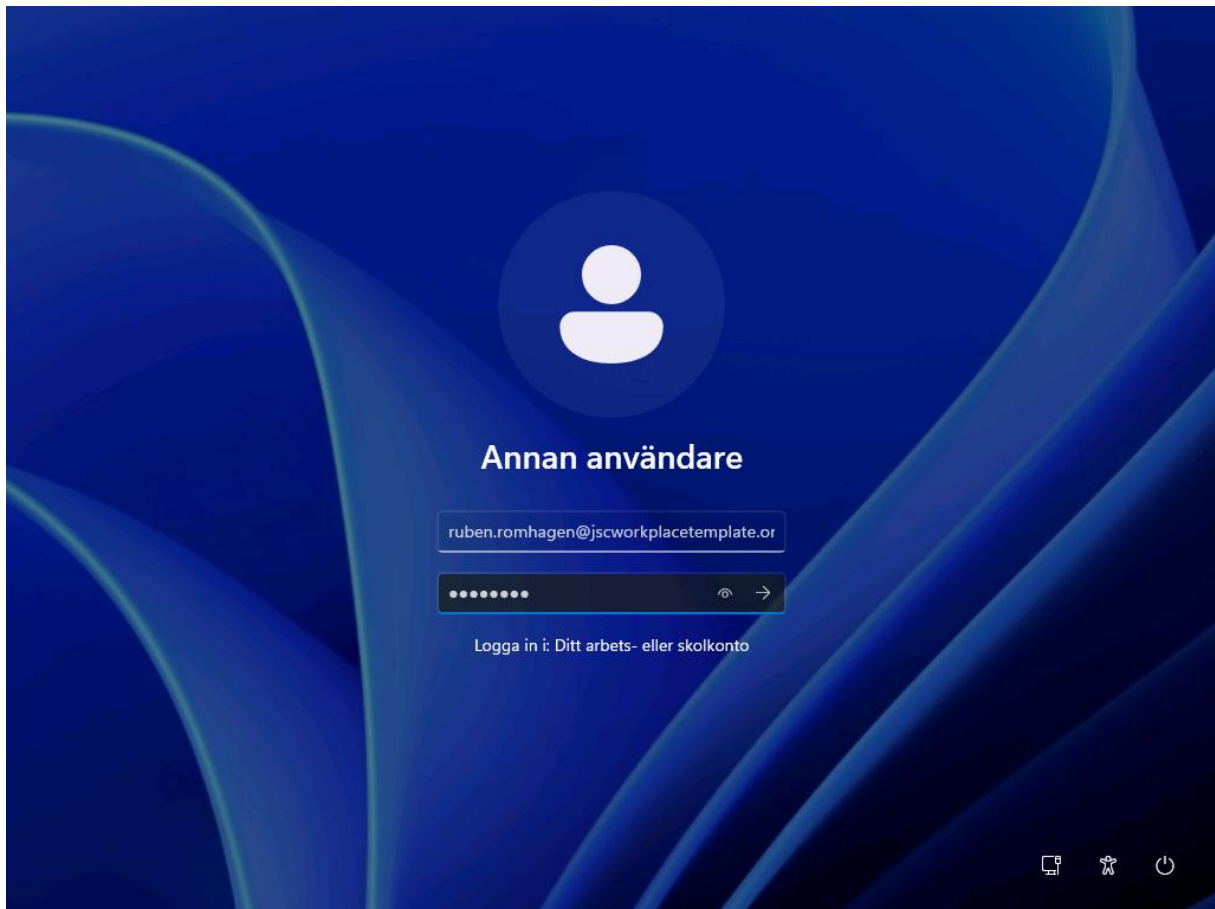 Annan användare
ruben.romhagen@jscworkplacetemplate.or
●●●●●●●●
Logga in i: Ditt arbets- eller skolkonto